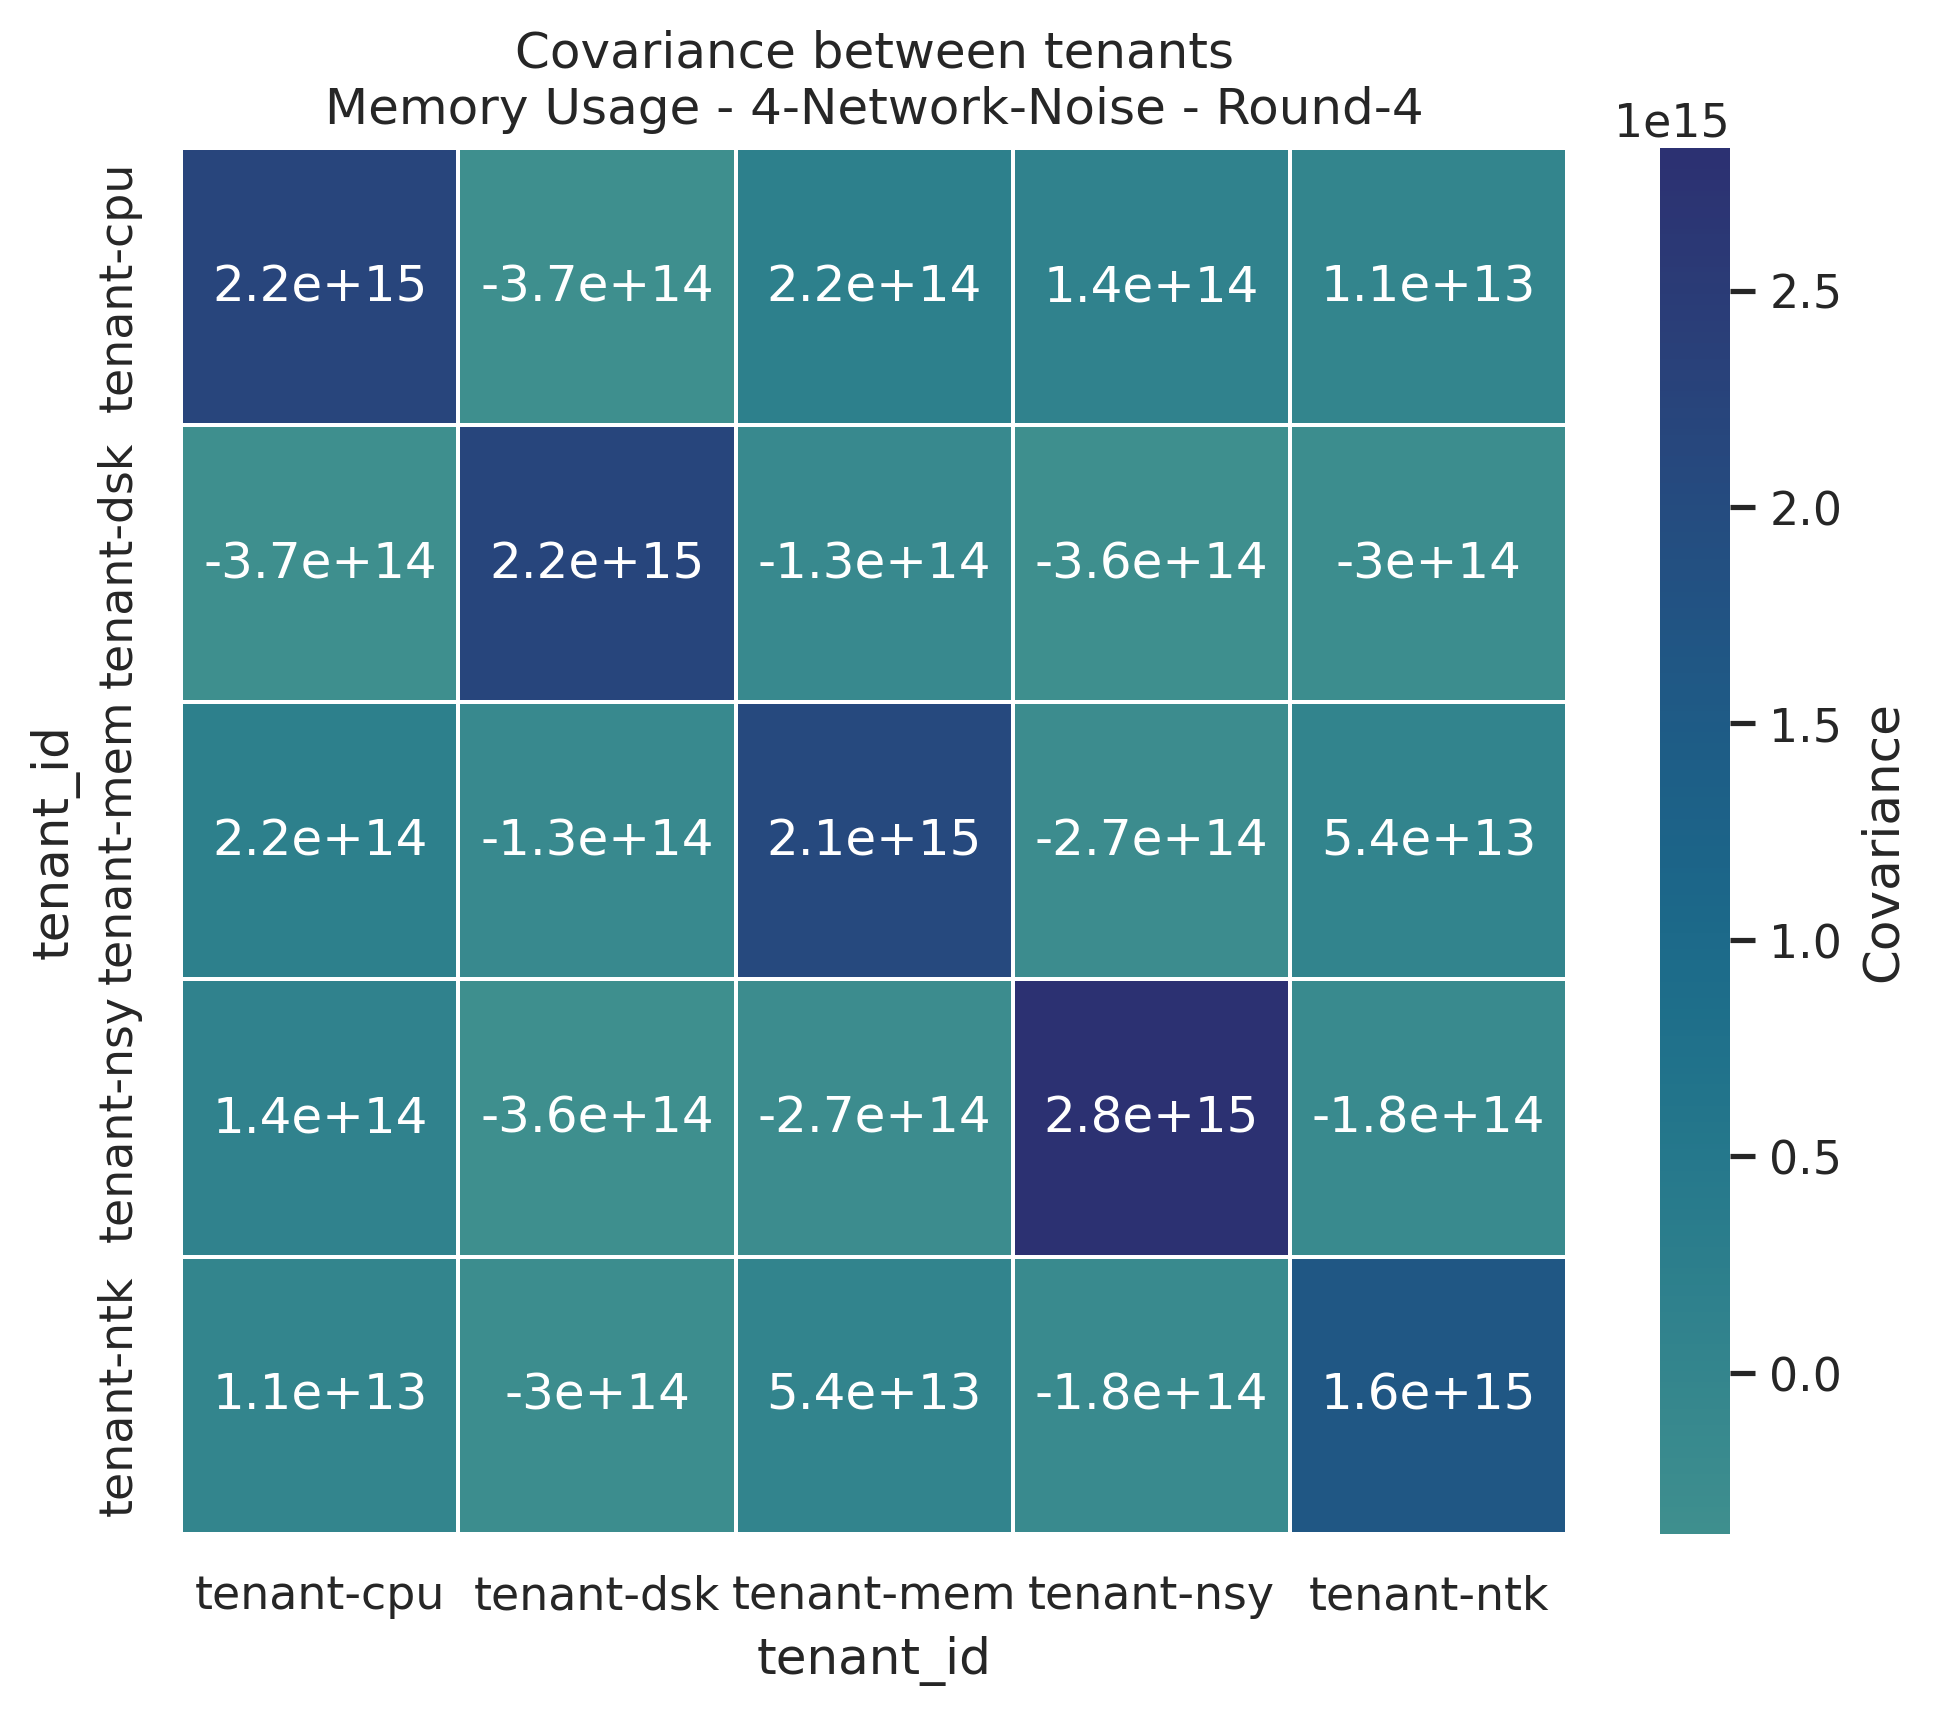 Covariance between tenants
Memory Usage - 4-Network-Noise - Round-4
1e15
tenant-cpu
2.2e+15 -3.7e+14 2.2e+14 1.4e+14 1.1e+13
tenant-dsk
-3.7e+14 2.2e+15 -1.3e+14 -3.6e+14 -3e+14
tenant-mem
2.2e+14 -1.3e+14 2.1e+15 -2.7e+14 5.4e+13
tenant-nsy
1.4e+14 -3.6e+14 -2.7e+14 2.8e+15 -1.8e+14
tenant-ntk
1.1e+13 -3e+14 5.4e+13 -1.8e+14 1.6e+15
tenant_id
tenant-cpu tenant-dsk tenant-mem tenant-nsy tenant-ntk
tenant_id
2.5
2.0
1.5
1.0
0.5
0.0
Covariance